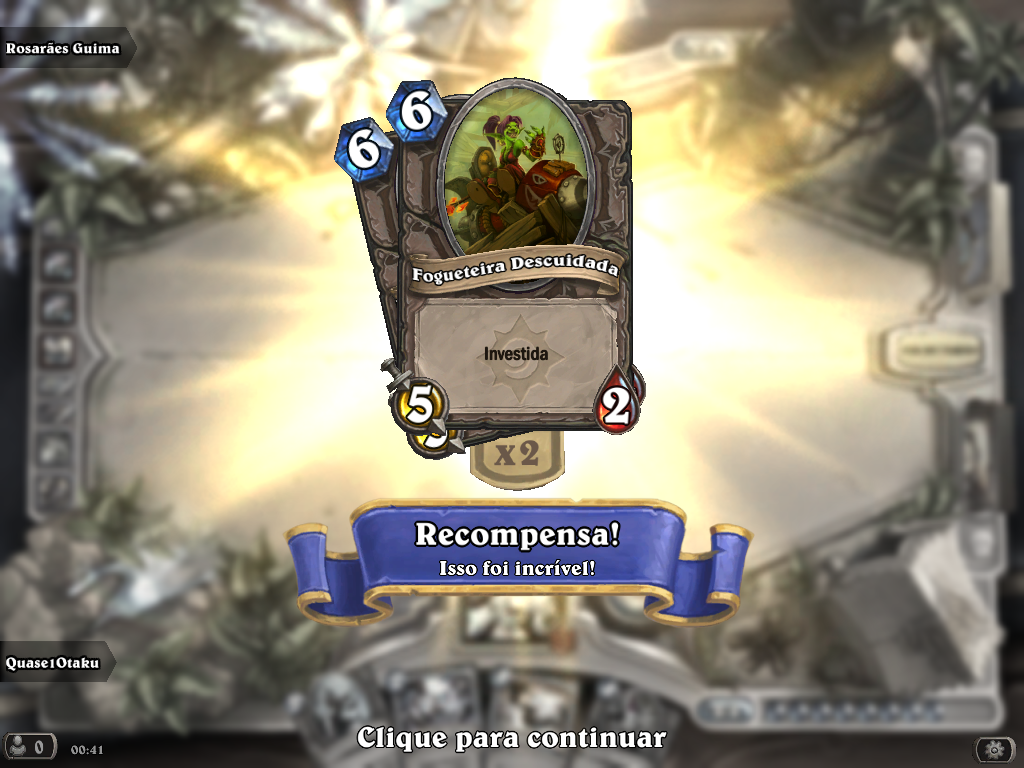 Rosarães Guima
6
6
Fogueteira Descuidada
Investida
5
2
x2
Recompensa!
Isso foi incrível!
Quase1Otaku
Clique para continuar
0
00:41